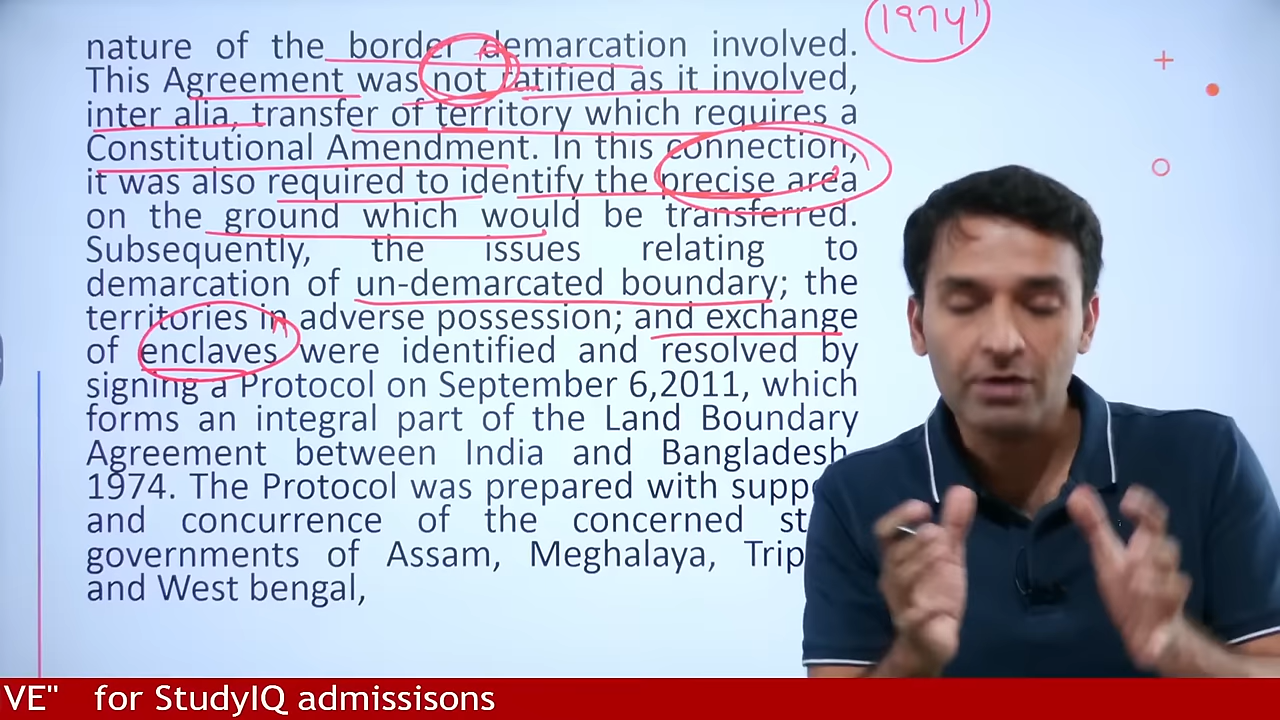 1974
nature of the border demarcation involved.
This Agreement was not ratified as it involved,
inter alia, transfer of territory which requires a
Constitutional Amendment. In this connection,
it was also required to identify the precise area
on the ground which would be transferred.
Subsequently, the issues relating to
demarcation of un-demarcated boundary; the
territories in adverse possession; and exchange
of enclaves were identified and resolved by
signing a Protocol on September 6,2011, which
forms an integral part of the Land Boundary
Agreement between India and Bangladesh
1974. The Protocol was prepared with suppo
and concurrence of the concerned st
governments of Assam, Meghalaya, Trip
and West bengal,
VE" for StudyIQ admissisons